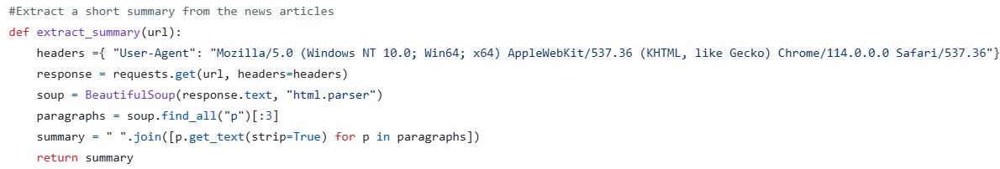 #Extract a short summary from the news articles
def extract_summary(url):
    headers ={ "User-Agent": "Mozilla/5.0 (Windows NT 10.0; Win64; x64) AppleWebKit/537.36 (KHTML, like Gecko) Chrome/114.0.0.0 Safari/537.36"}
    response = requests.get(url, headers=headers)
    soup = BeautifulSoup(response.text, "html.parser")
    paragraphs = soup.find_all("p")[:3]
    summary = " ".join([p.get_text(strip=True) for p in paragraphs])
    return summary